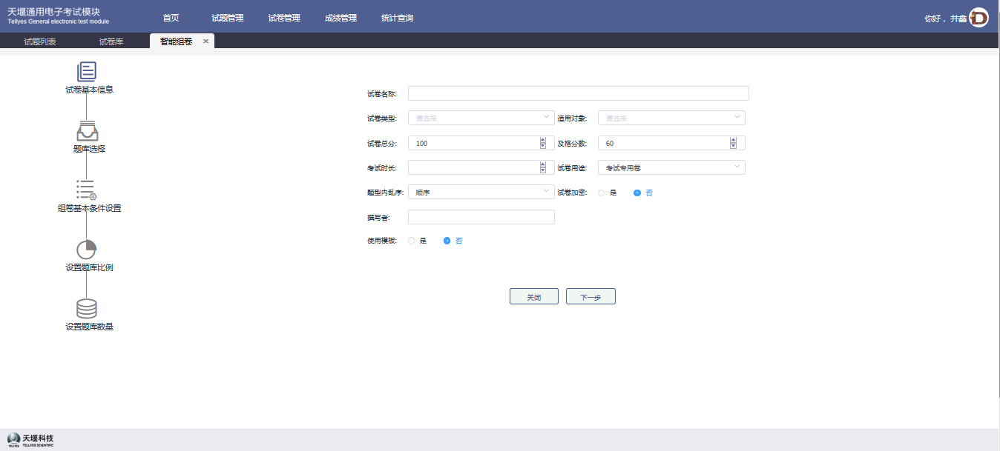 天堰通用电子考试模块
Tellyes General electronic test module
首页 试题管理 试卷管理 成绩管理 统计查询
你好， 井鑫
试题列表 试卷库 智能组卷 ×
试卷基本信息
题库选择
组卷基本条件设置
设置题库比例
设置题库数量
试卷名称:
试卷类型: 请选择 适用对象: 请选择
试卷总分: 100 及格分数: 60
考试时长: 试卷用途: 考试专用卷
题型内乱序: 顺序 试卷加密: 是 否
撰写者:
使用模板: 是 否
关闭 下一步
天堰科技
TELLYES TELLYES SCIENTIFIC